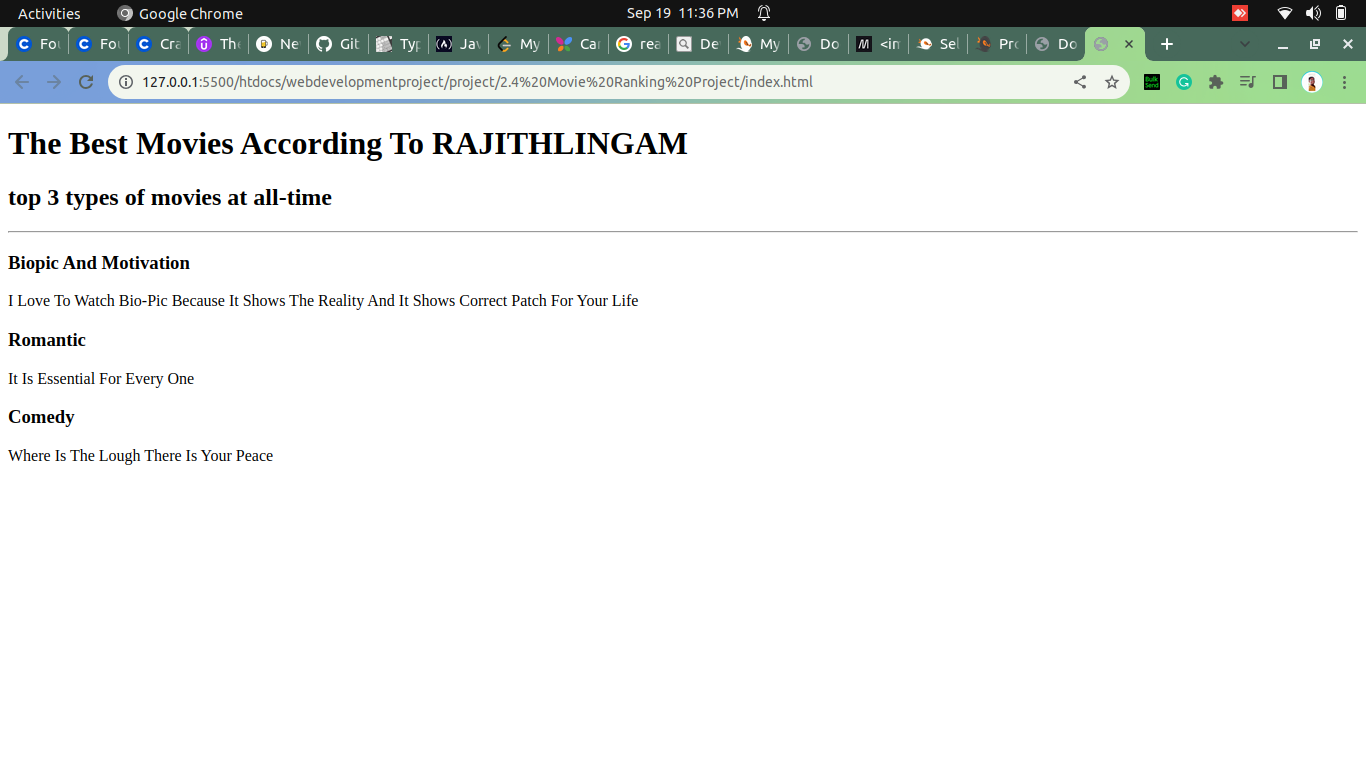 Activities Google Chrome Sep 19 11:36 PM
Fou Fou Cra The Ne Git Typ Jav My Car rea De My Do <in Sel Pro Do
127.0.0.1:5500/htdocs/webdevelopmentproject/project/2.4%20Movie%20Ranking%20Project/index.html
The Best Movies According To RAJITHLINGAM
top 3 types of movies at all-time
Biopic And Motivation
I Love To Watch Bio-Pic Because It Shows The Reality And It Shows Correct Patch For Your Life
Romantic
It Is Essential For Every One
Comedy
Where Is The Lough There Is Your Peace